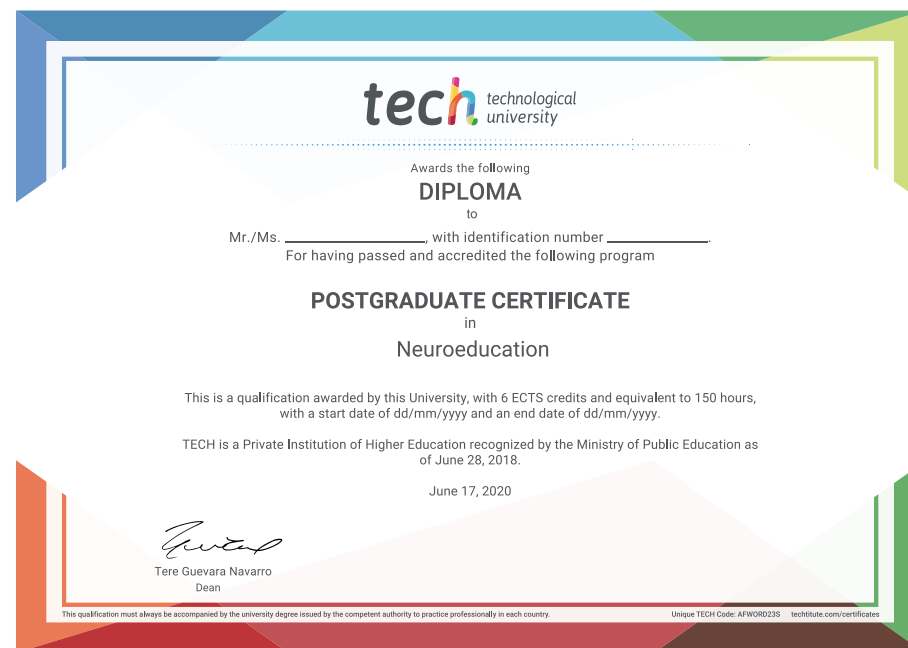 tech technological
university
Awards the following
DIPLOMA
to
Mr./Ms. ____________________, with identification number ______________.
For having passed and accredited the following program
POSTGRADUATE CERTIFICATE
in
Neuroeducation
This is a qualification awarded by this University, with 6 ECTS credits and equivalent to 150 hours,
with a start date of dd/mm/yyyy and an end date of dd/mm/yyyy.
TECH is a Private Institution of Higher Education recognized by the Ministry of Public Education as
of June 28, 2018.
June 17, 2020
Tere Guevara Navarro
Dean
This qualification must always be accompanied by the university degree issued by the competent authority to practice professionally in each country. Unique TECH Code: AFWORD23S techtitute.com/certificates